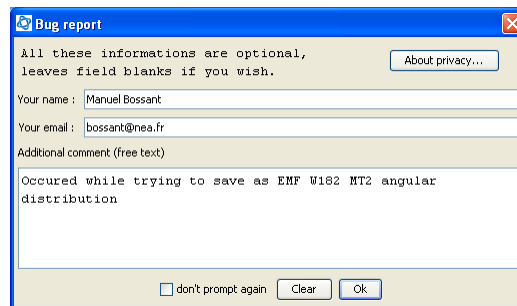 Bug report
All these informations are optional,
leaves field blanks if you wish.
About privacy...
Your name : Manuel Bossant
Your email : bossant@nea.fr
Additional comment (free text)
Occured while trying to save as EMF W182 MT2 angular
distribution
don't prompt again Clear Ok